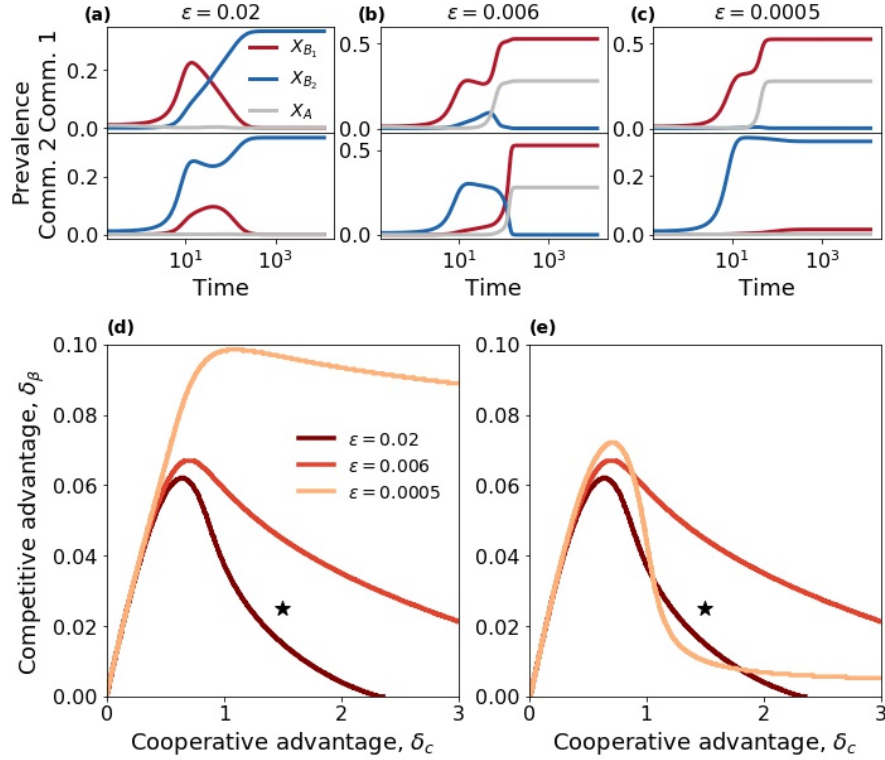 (a) ε = 0.02 (b) ε = 0.006 (c) ε = 0.0005
Prevalence
Comm. 2 Comm. 1
0.2
0.0
X_{B_1}
X_{B_2}
X_A
0.5
0.0
0.5
0.0
0.2
0.0
0.5
0.0
0.2
0.0
10^1 10^3 10^1 10^3 10^1 10^3
Time Time Time
(d) (e)
Competitive advantage, δ_β
0.10
0.08
0.06
0.04
0.02
0.00
ε = 0.02
ε = 0.006
ε = 0.0005
0.10
0.08
0.06
0.04
0.02
0.00
0 1 2 3 0 1 2 3
Cooperative advantage, δ_c Cooperative advantage, δ_c